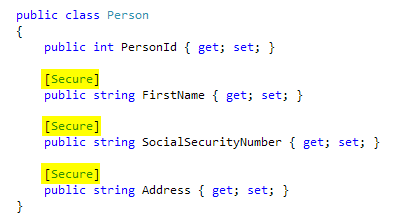 public class Person
{
public int PersonId { get; set; }
[Secure]
public string FirstName { get; set; }
[Secure]
public string SocialSecurityNumber { get; set; }
[Secure]
public string Address { get; set; }
}